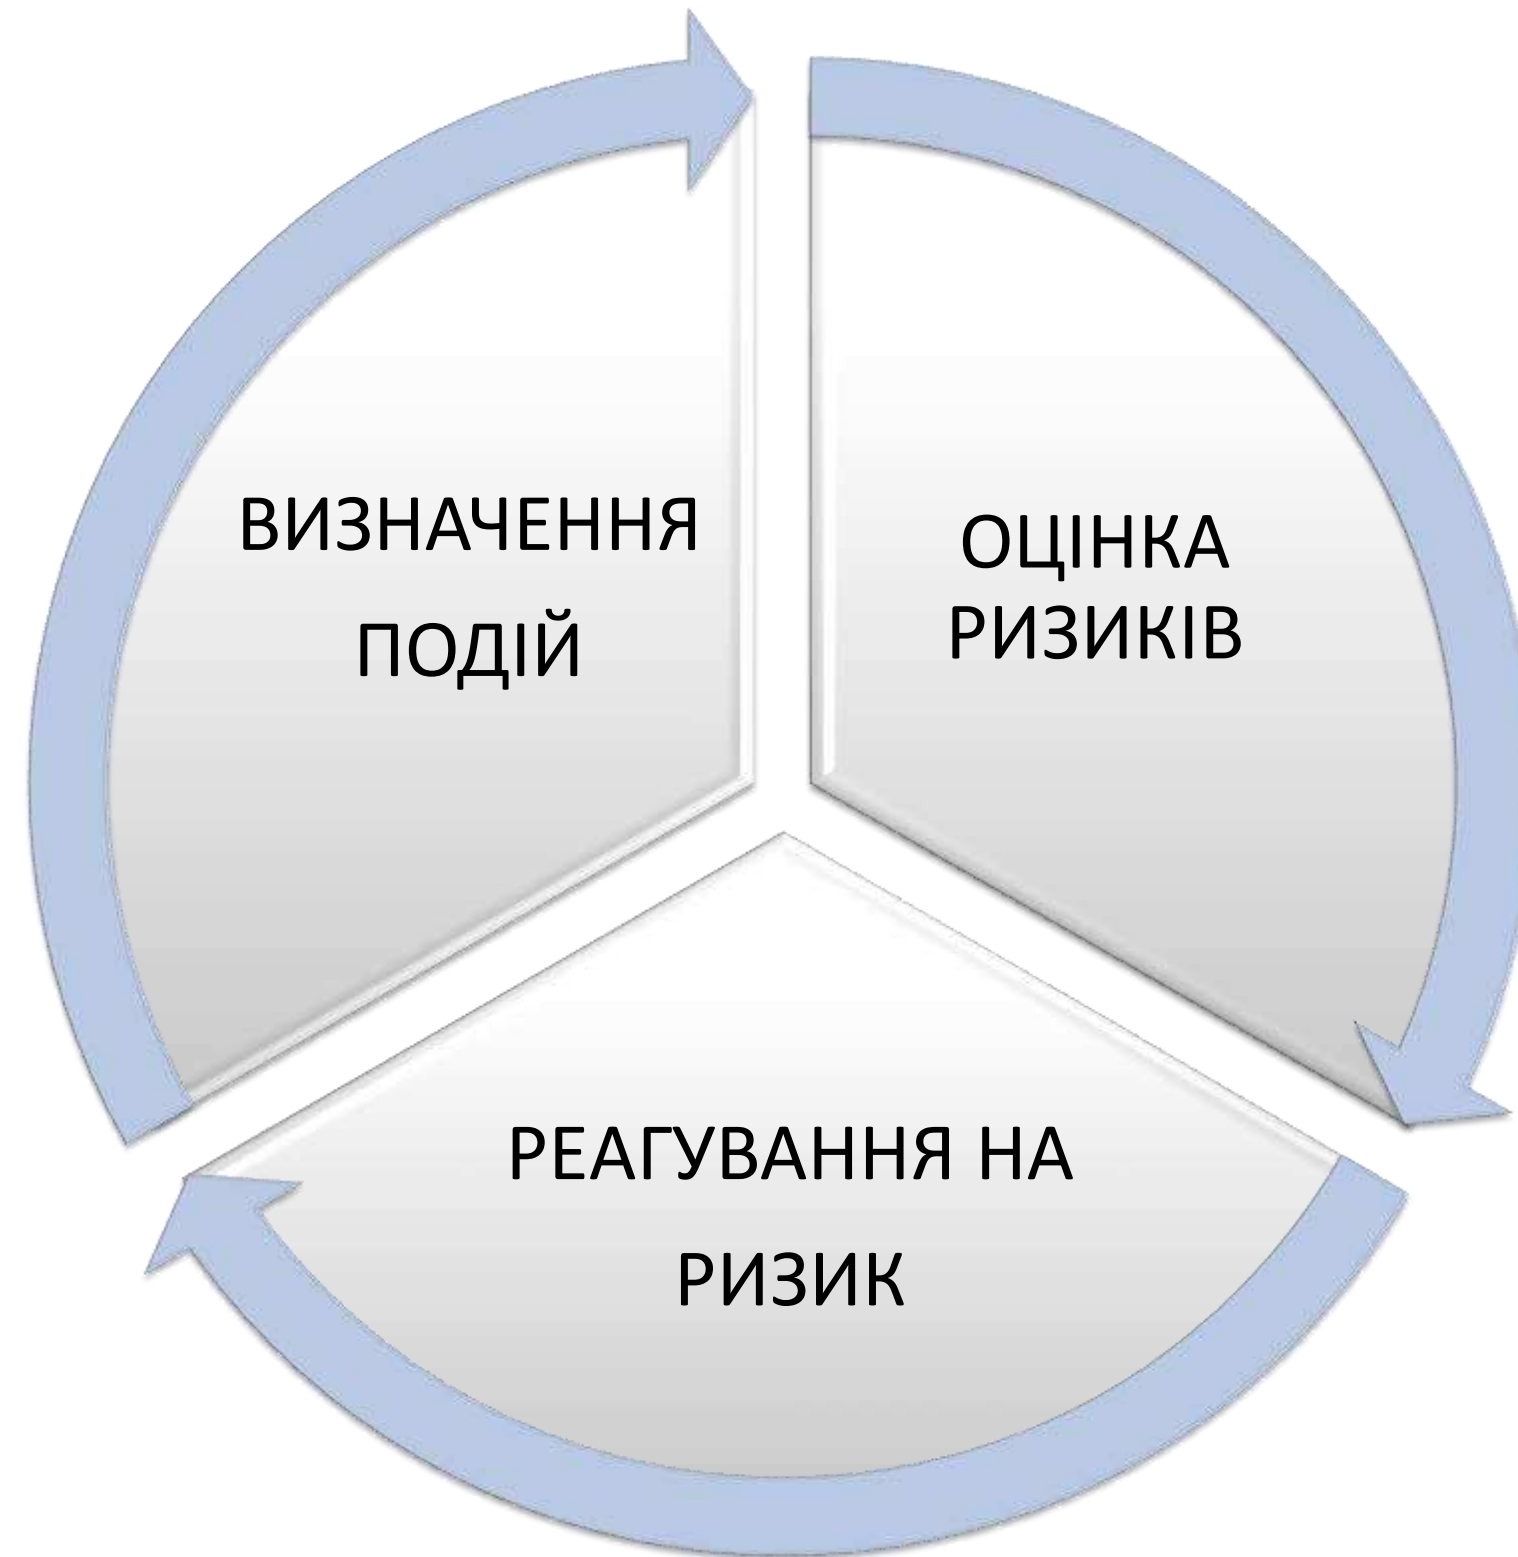 ВИЗНАЧЕННЯ
ПОДІЙ
ОЦІНКА
РИЗИКІВ
РЕАГУВАННЯ НА
РИЗИК